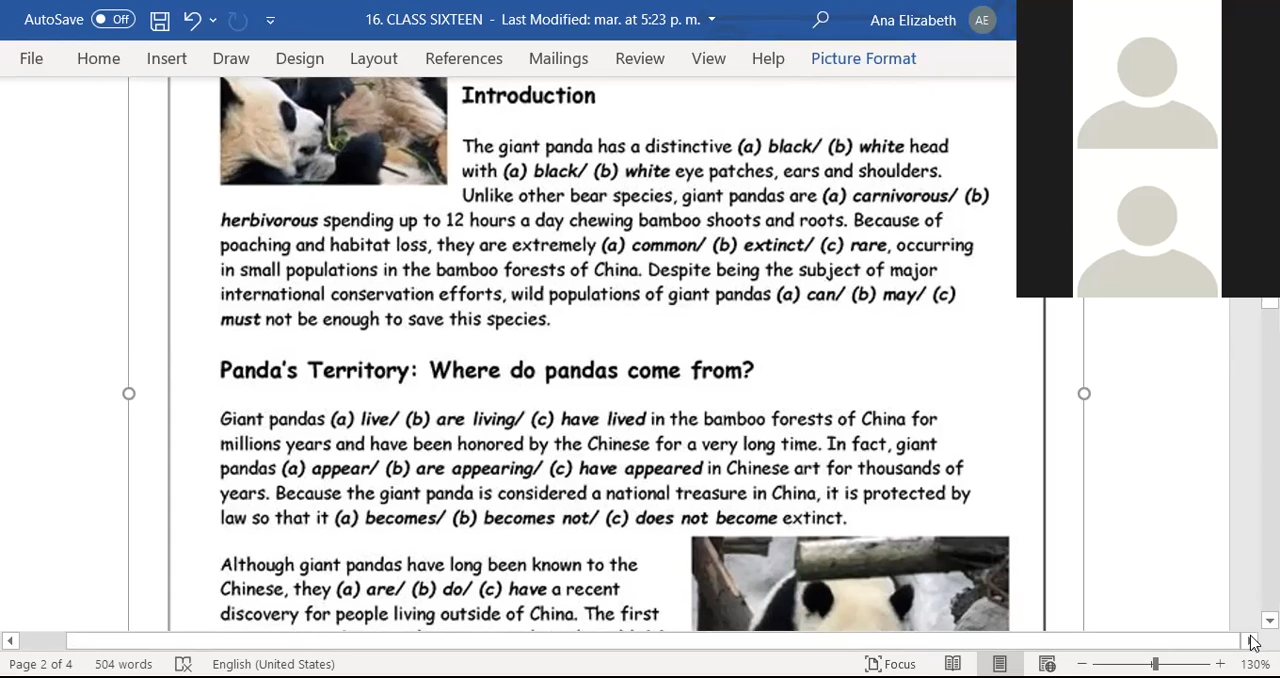 AutoSave Off 16. CLASS SIXTEEN - Last Modified: mar. at 5:23 p. m. Ana Elizabeth AE
File Home Insert Draw Design Layout References Mailings Review View Help Picture Format
Introduction
The giant panda has a distinctive (a) black/ (b) white head
with (a) black/ (b) white eye patches, ears and shoulders.
Unlike other bear species, giant pandas are (a) carnivorous/ (b)
herbivorous spending up to 12 hours a day chewing bamboo shoots and roots. Because of
poaching and habitat loss, they are extremely (a) common/ (b) extinct/ (c) rare, occurring
in small populations in the bamboo forests of China. Despite being the subject of major
international conservation efforts, wild populations of giant pandas (a) can/ (b) may/ (c)
must not be enough to save this species.
Panda's Territory: Where do pandas come from?
Giant pandas (a) live/ (b) are living/ (c) have lived in the bamboo forests of China for
millions years and have been honored by the Chinese for a very long time. In fact, giant
pandas (a) appear/ (b) are appearing/ (c) have appeared in Chinese art for thousands of
years. Because the giant panda is considered a national treasure in China, it is protected by
law so that it (a) becomes/ (b) becomes not/ (c) does not become extinct.
Although giant pandas have long been known to the
Chinese, they (a) are/ (b) do/ (c) have a recent
discovery for people living outside of China. The first
Page 2 of 4 504 words English (United States) Focus 130%